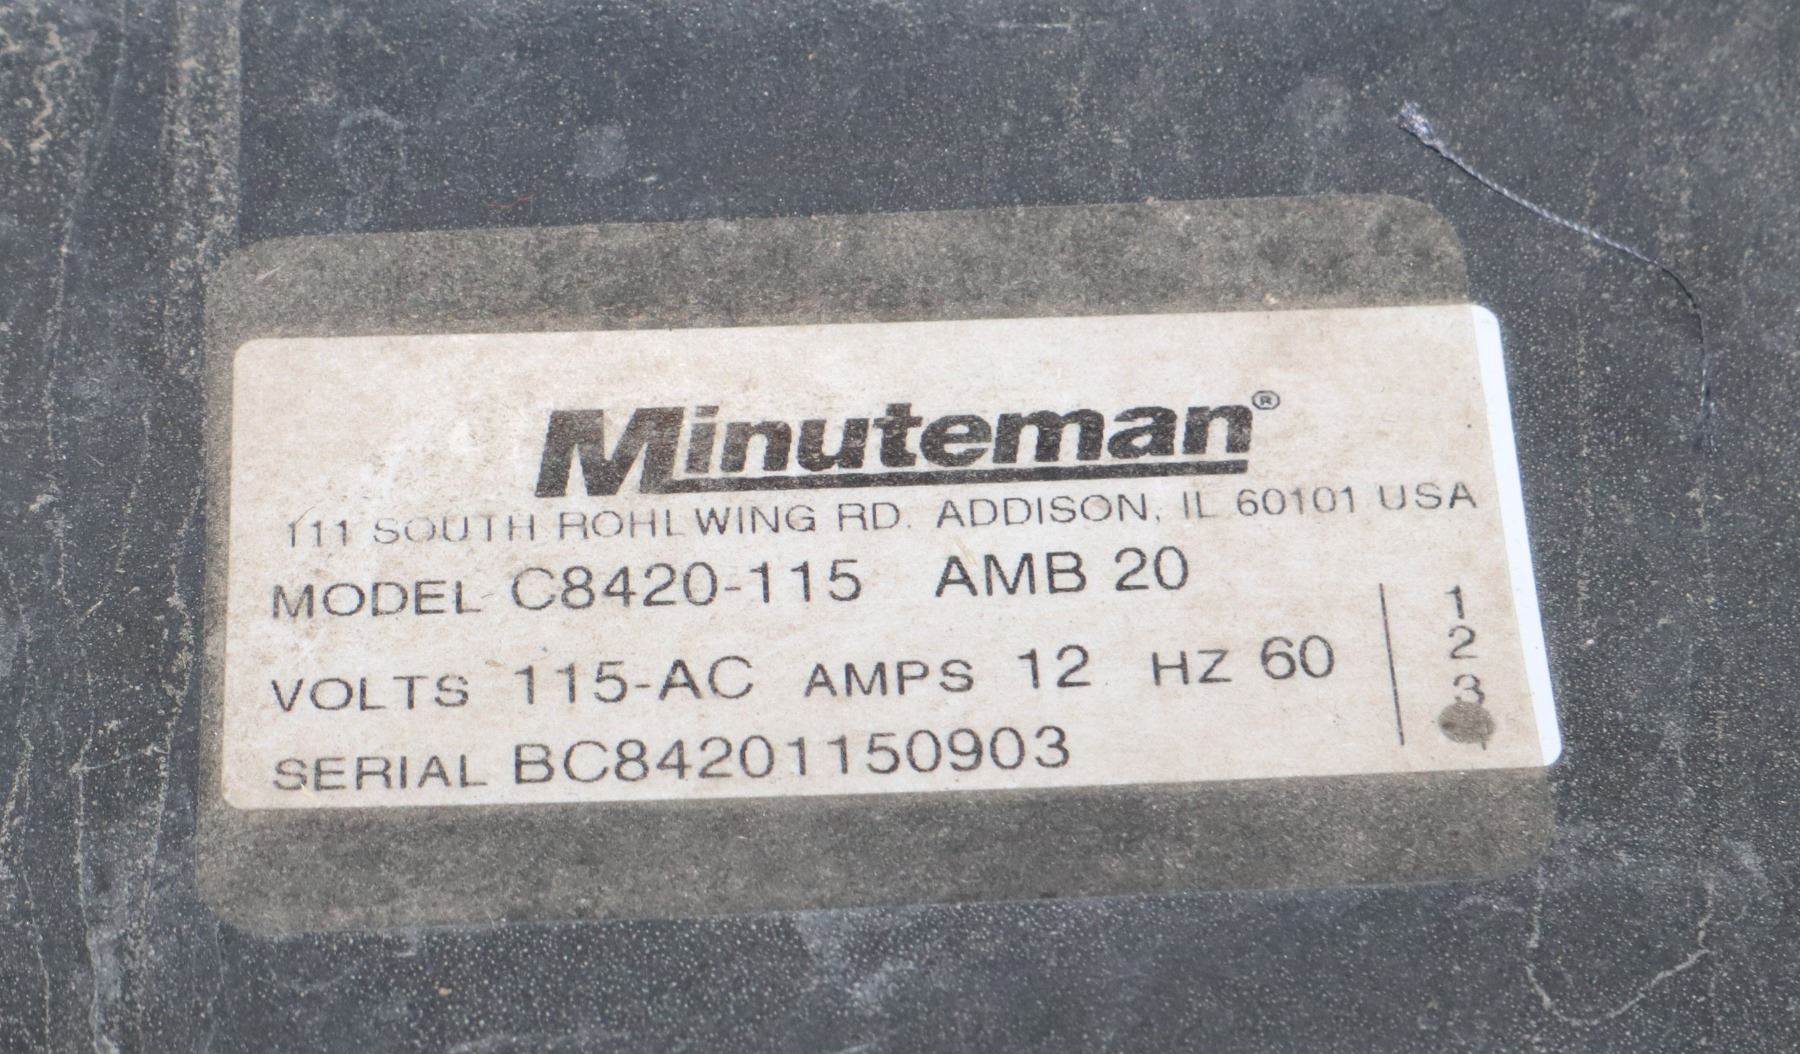 Minuteman®
111 SOUTH ROHLWING RD. ADDISON, IL 60101 USA
MODEL C8420-115 AMB 20
VOLTS 115-AC AMPS 12 HZ 60
SERIAL BC84201150903
1
2
3